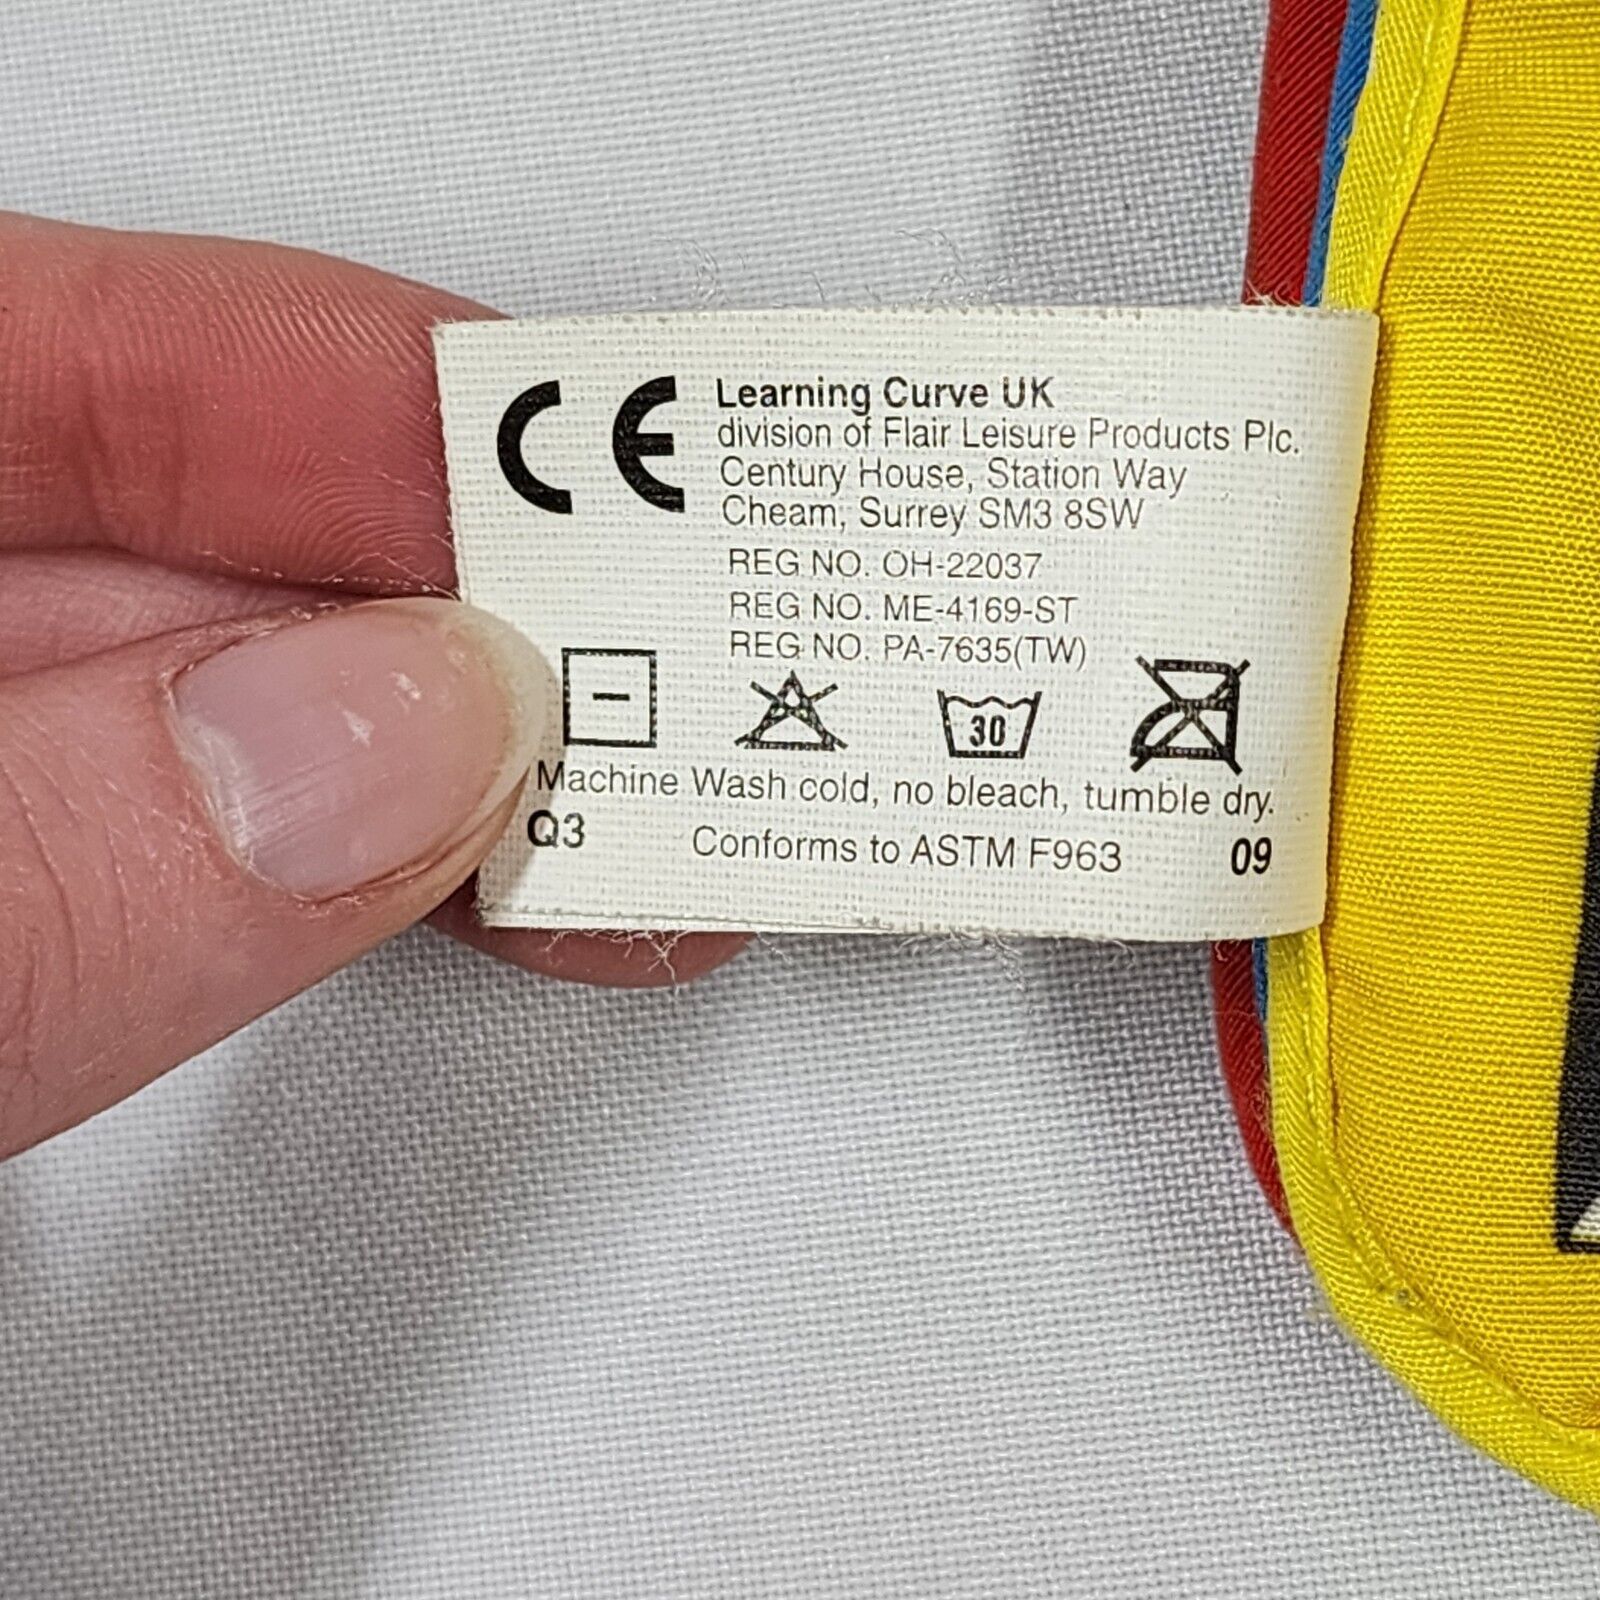 CE
Learning Curve UK
division of Flair Leisure Products Plc.
Century House, Station Way
Cheam, Surrey SM3 8SW
REG NO. OH-22037
REG NO. ME-4169-ST
REG NO. PA-7635(TW)
30
Machine Wash cold, no bleach, tumble dry.
Q3 Conforms to ASTM F963 09